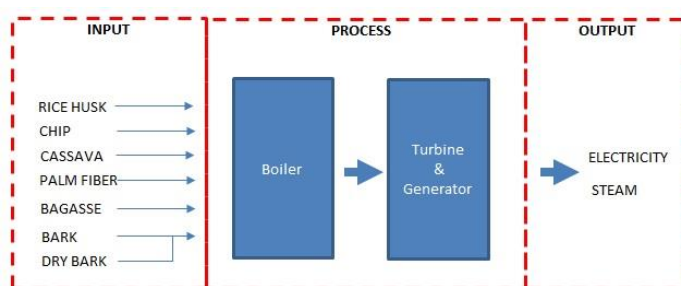 INPUT
PROCESS
OUTPUT
RICE HUSK
CHIP
CASSAVA
PALM FIBER
BAGASSE
BARK
DRY BARK
Boiler
Turbine
&
Generator
ELECTRICITY
STEAM